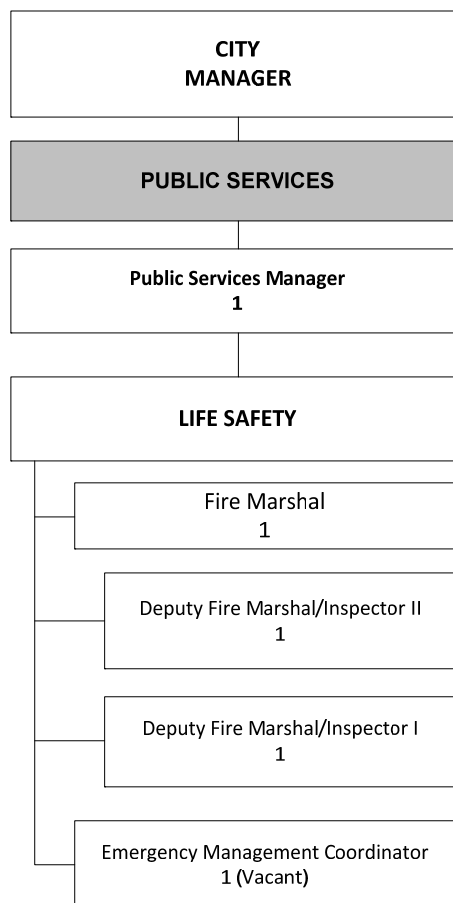 CITY
MANAGER
PUBLIC SERVICES
Public Services Manager
1
LIFE SAFETY
Fire Marshal
1
Deputy Fire Marshal/Inspector II
1
Deputy Fire Marshal/Inspector I
1
Emergency Management Coordinator
1 (Vacant)